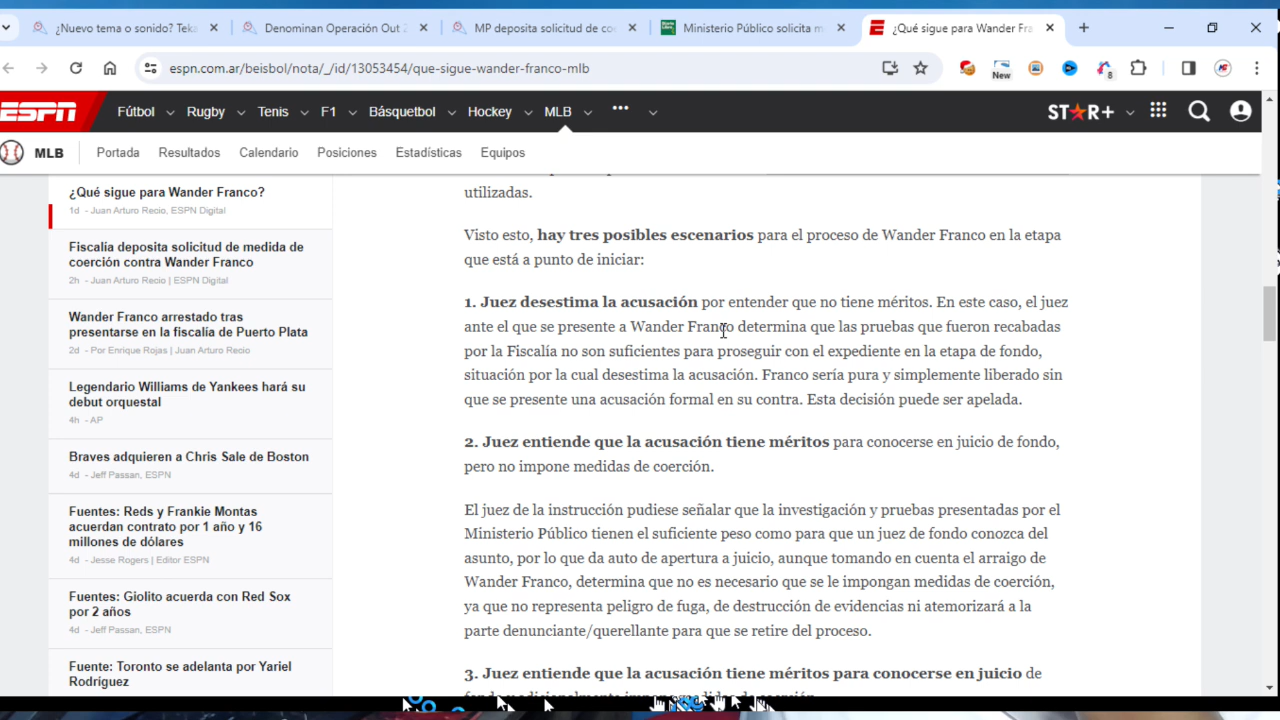 ¿Nuevo tema o sonido? Teka
Denominan Operación Out
MP deposita solicitud de co
Ministerio Público solicita m
¿Qué sigue para Wander Fra
espn.com.ar/beisbol/nota/_/id/13053454/que-sigue-wander-franco-mlb
New
8
ESPN
Fútbol
Rugby
Tenis
F1
Básquetbol
Hockey
MLB
STAR+
MLB
Portada
Resultados
Calendario
Posiciones
Estadísticas
Equipos
¿Qué sigue para Wander Franco?
1d - Juan Arturo Recio, ESPN Digital
Fiscalía deposita solicitud de medida de
coerción contra Wander Franco
2h - Juan Arturo Recio | ESPN Digital
Wander Franco arrestado tras
presentarse en la fiscalía de Puerto Plata
2d - Por Enrique Rojas | Juan Arturo Recio
Legendario Williams de Yankees hará su
debut orquestal
4h - AP
Braves adquieren a Chris Sale de Boston
4d - Jeff Passan, ESPN
Fuentes: Reds y Frankie Montas
acuerdan contrato por 1 año y 16
millones de dólares
4d - Jesse Rogers | Editor ESPN
Fuentes: Giolito acuerda con Red Sox
por 2 años
4d - Jeff Passan, ESPN
Fuente: Toronto se adelanta por Yariel
Rodríguez
utilizadas.
Visto esto, hay tres posibles escenarios para el proceso de Wander Franco en la etapa
que está a punto de iniciar:
1. Juez desestima la acusación por entender que no tiene méritos. En este caso, el juez
ante el que se presente a Wander Franco determina que las pruebas que fueron recabadas
por la Fiscalía no son suficientes para proseguir con el expediente en la etapa de fondo,
situación por la cual desestima la acusación. Franco sería pura y simplemente liberado sin
que se presente una acusación formal en su contra. Esta decisión puede ser apelada.
2. Juez entiende que la acusación tiene méritos para conocerse en juicio de fondo,
pero no impone medidas de coerción.
El juez de la instrucción pudiese señalar que la investigación y pruebas presentadas por el
Ministerio Público tienen el suficiente peso como para que un juez de fondo conozca del
asunto, por lo que da auto de apertura a juicio, aunque tomando en cuenta el arraigo de
Wander Franco, determina que no es necesario que se le impongan medidas de coerción,
ya que no representa peligro de fuga, de destrucción de evidencias ni atemorizará a la
parte denunciante/querellante para que se retire del proceso.
3. Juez entiende que la acusación tiene méritos para conocerse en juicio de